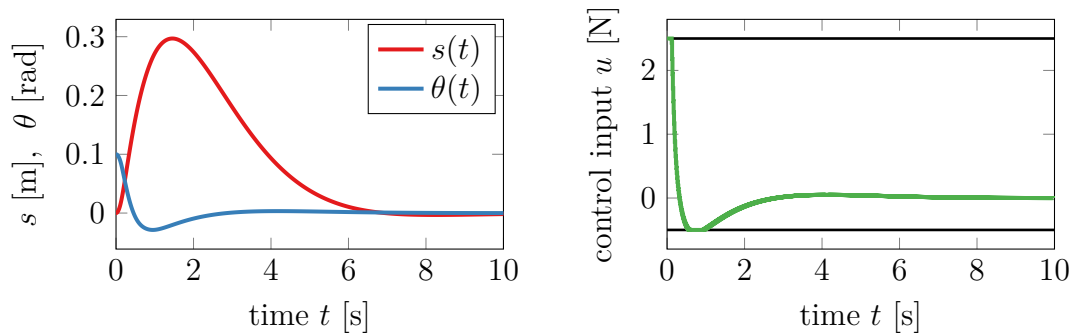 s [m], θ [rad]
0.3
0.2
0.1
0
0 2 4 6 8 10
time t [s]
s(t)
θ(t)
control input u [N]
2
1
0
0 2 4 6 8 10
time t [s]